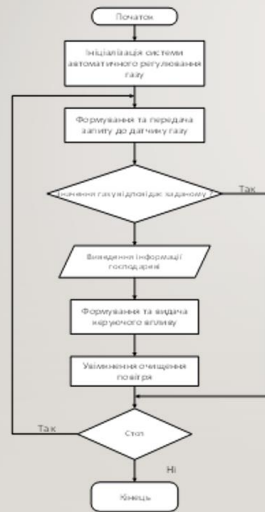 Початок
Ініціалізація системи
автоматичного регулювання
газу
Формування та передача
запиту до датчику газу
Значення газу відповідає заданому
Так
Виведення інформації
господарині
Формування та видача
керуючого впливу
Увімкнення очищення
повітря
Так
Стоп
Ні
Кінець